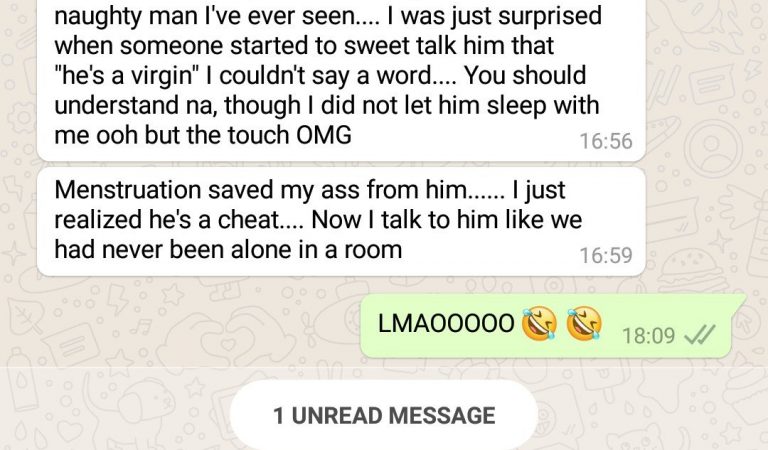 naughty man I've ever seen.... I was just surprised
when someone started to sweet talk him that
"he's a virgin" I couldn't say a word.... You should
understand na, though I did not let him sleep with
me ooh but the touch OMG
16:56
Menstruation saved my ass from him...... I just
realized he's a cheat.... Now I talk to him like we
had never been alone in a room
16:59
LMAOOOOO🤣 🤣 18:09
1 UNREAD MESSAGE